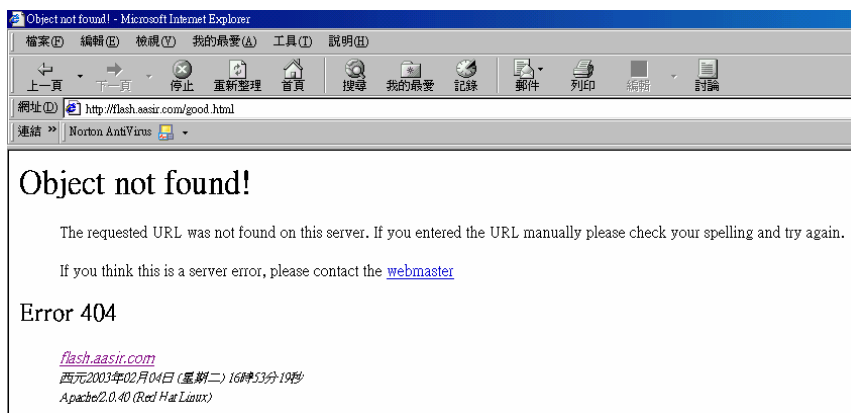 Object not found! - Microsoft Internet Explorer
檔案(F) 編輯(E) 檢視(V) 我的最愛(A) 工具(T) 說明(H)
上一頁 下一頁 停止 重新整理 首頁 搜尋 我的最愛 記錄 郵件 列印 編輯 討論
網址(D) http://flash.aasir.com/good.html
連結 » Norton AntiVirus
Object not found!
The requested URL was not found on this server. If you entered the URL manually please check your spelling and try again.
If you think this is a server error, please contact the webmaster
Error 404
flash.aasir.com
西元2003年02月04日 (星期二) 16時53分19秒
Apache/2.0.40 (Red Hat Linux)